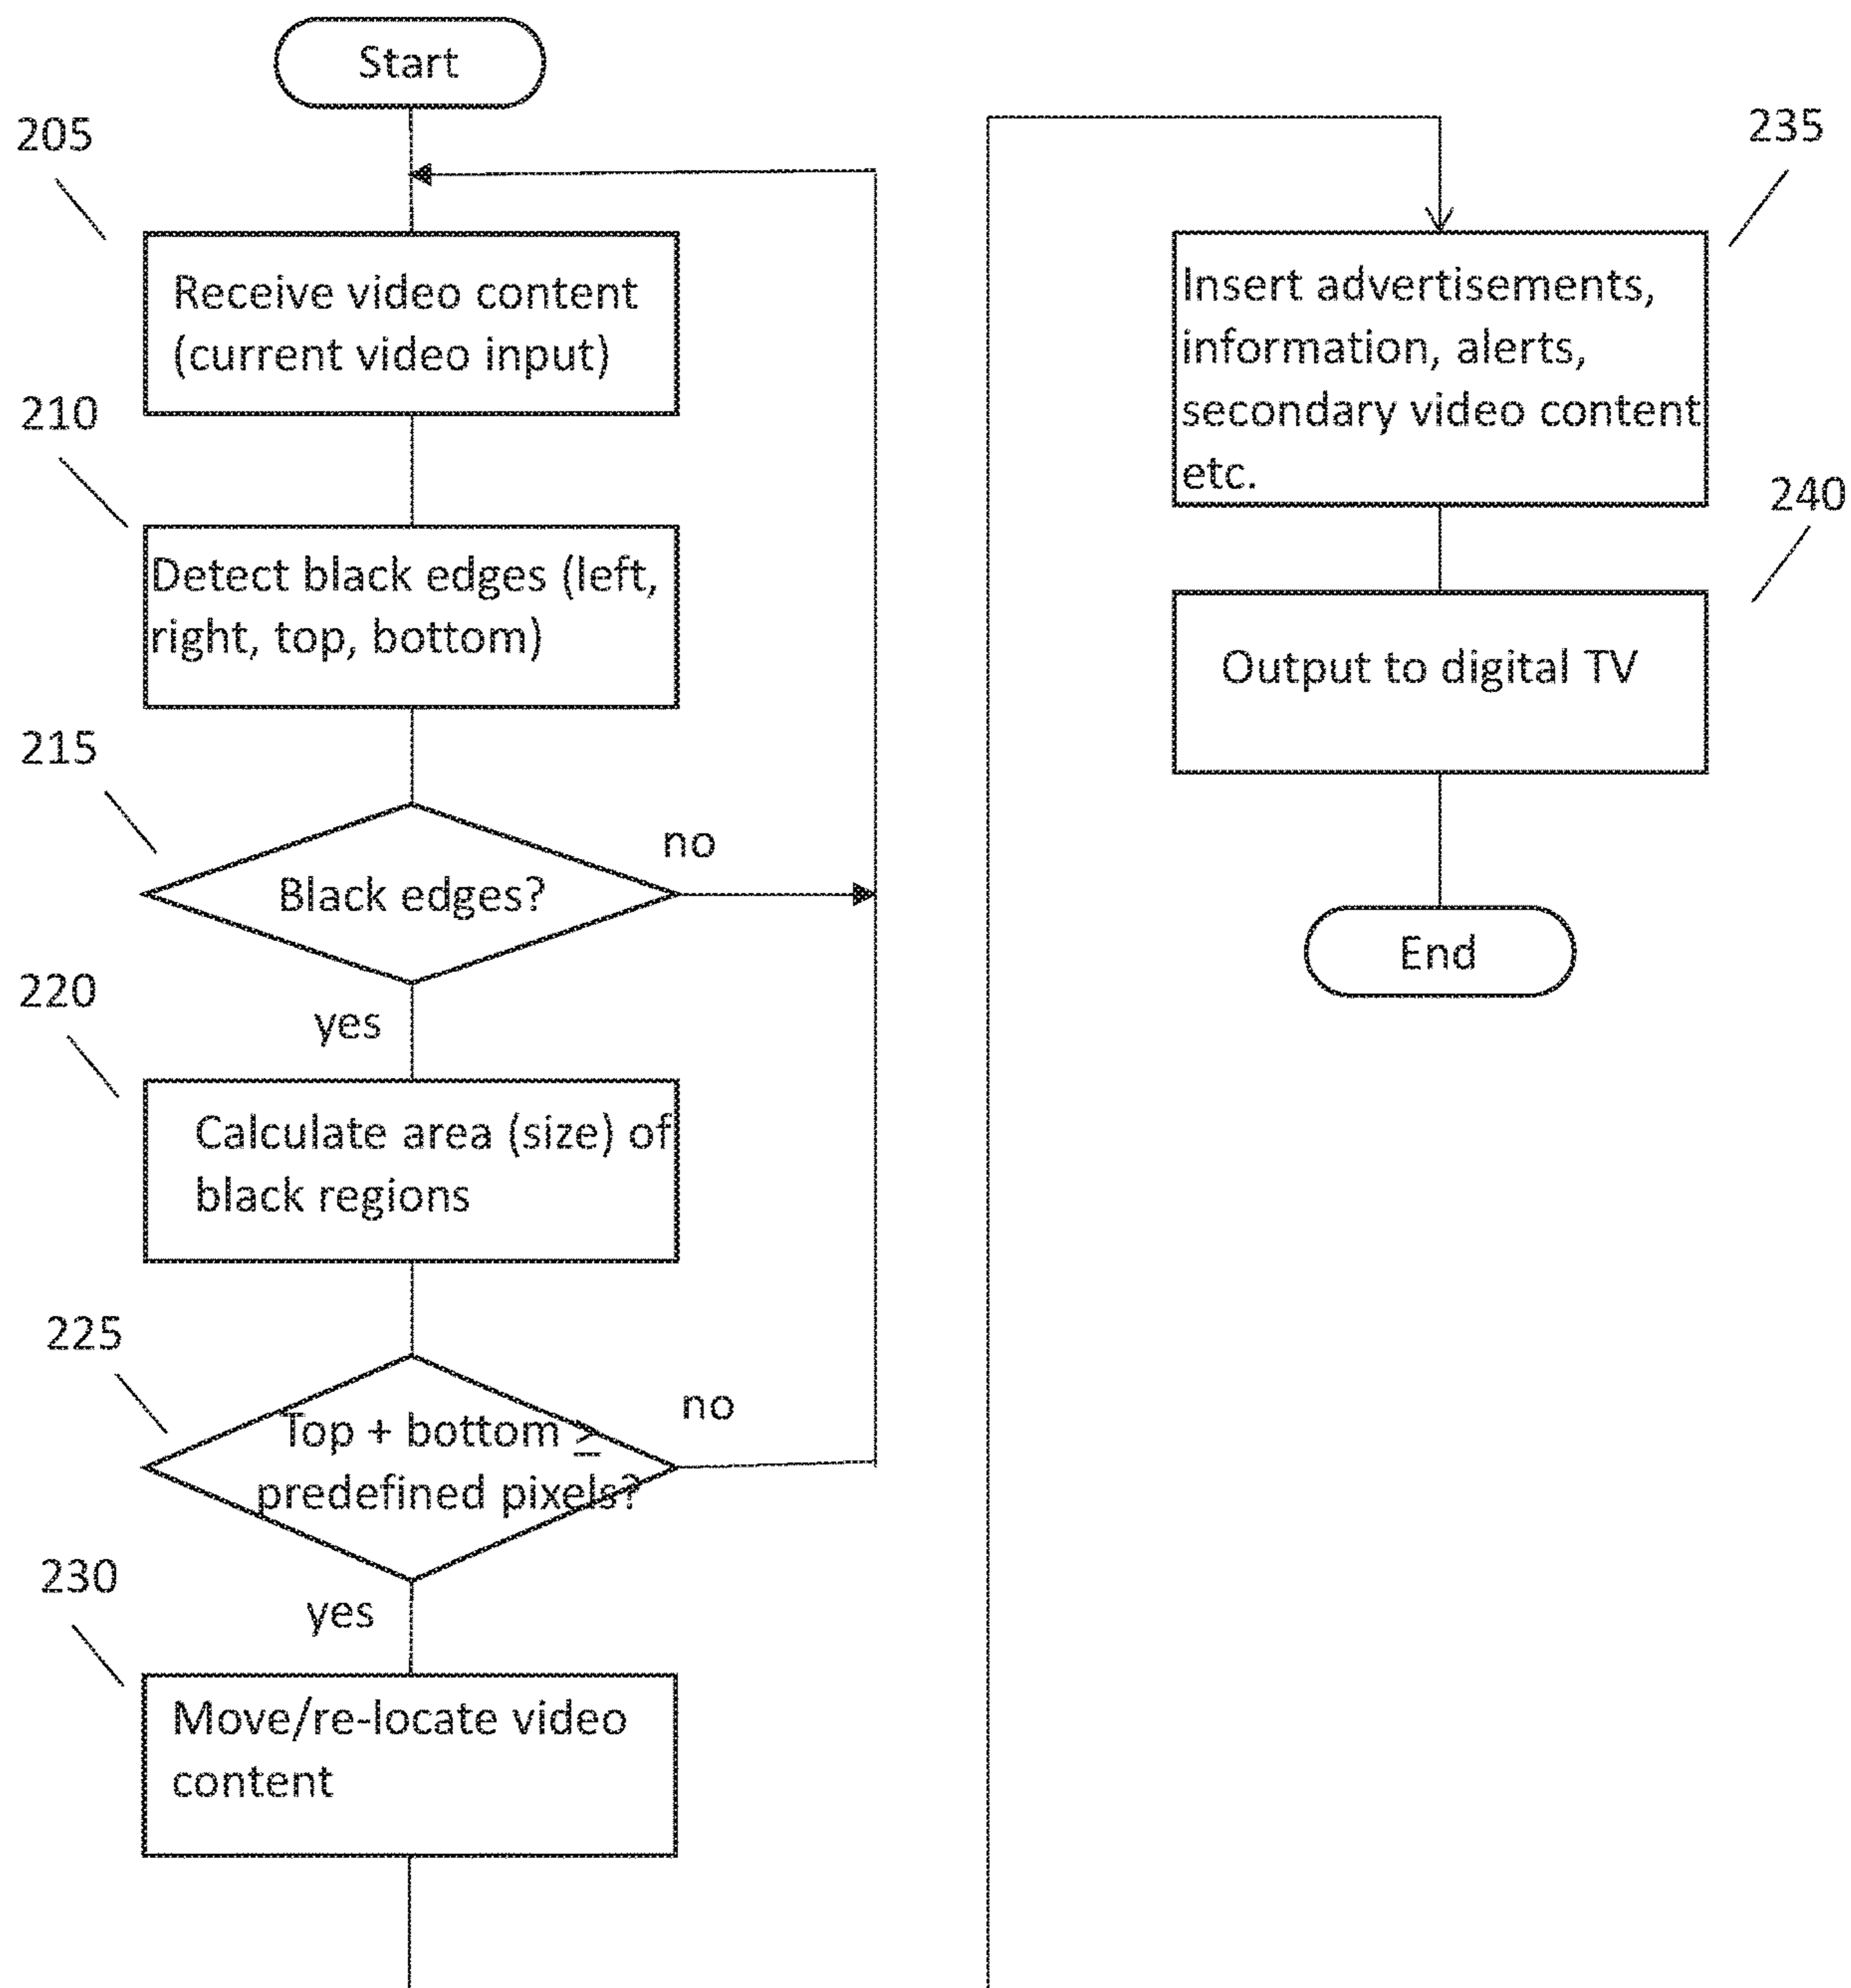 Start
205
Receive video content
(current video input)
210
Detect black edges (left,
right, top, bottom)
215
Black edges?
no
yes
220
Calculate area (size) of
black regions
225
Top + bottom ≥
predefined pixels?
no
yes
230
Move/re-locate video
content
235
Insert advertisements,
information, alerts,
secondary video content
etc.
240
Output to digital TV
End